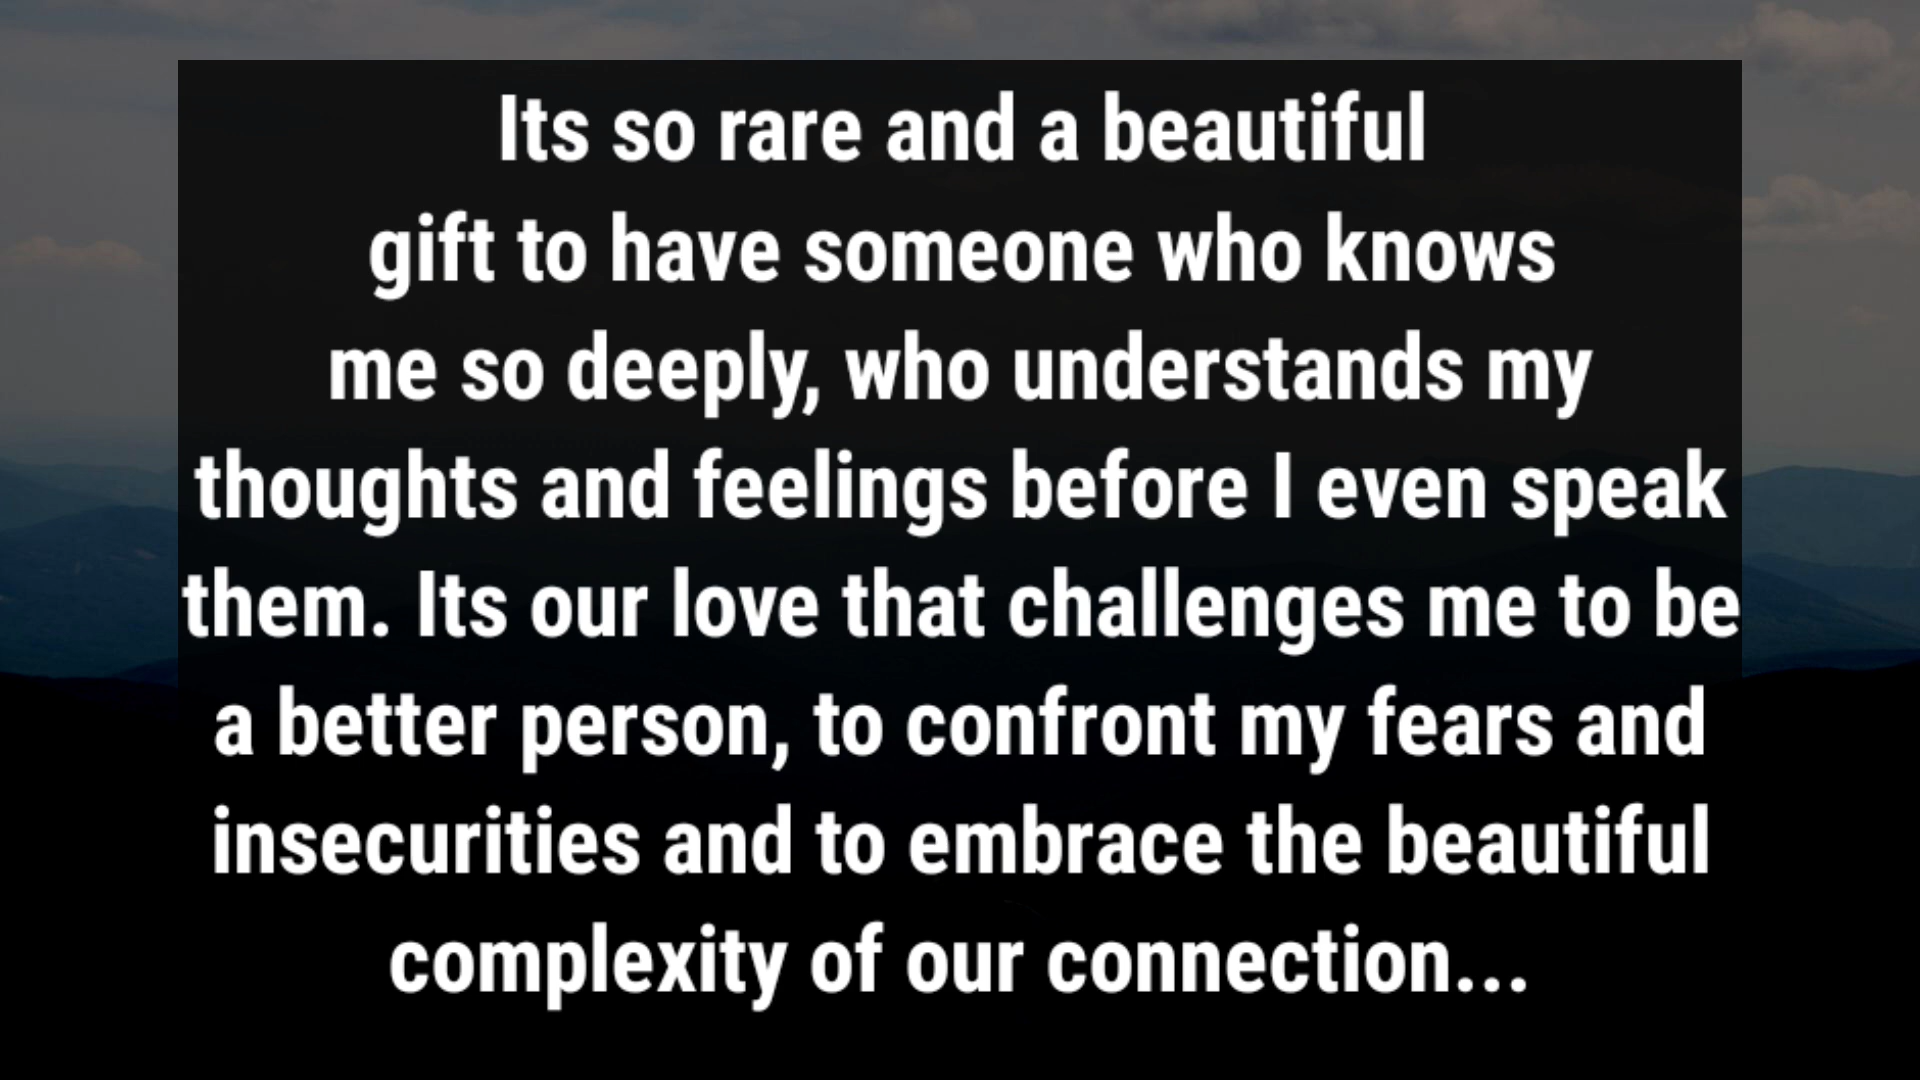 Its so rare and a beautiful
gift to have someone who knows
me so deeply, who understands my
thoughts and feelings before I even speak
them. Its our love that challenges me to be
a better person, to confront my fears and
insecurities and to embrace the beautiful
complexity of our connection...